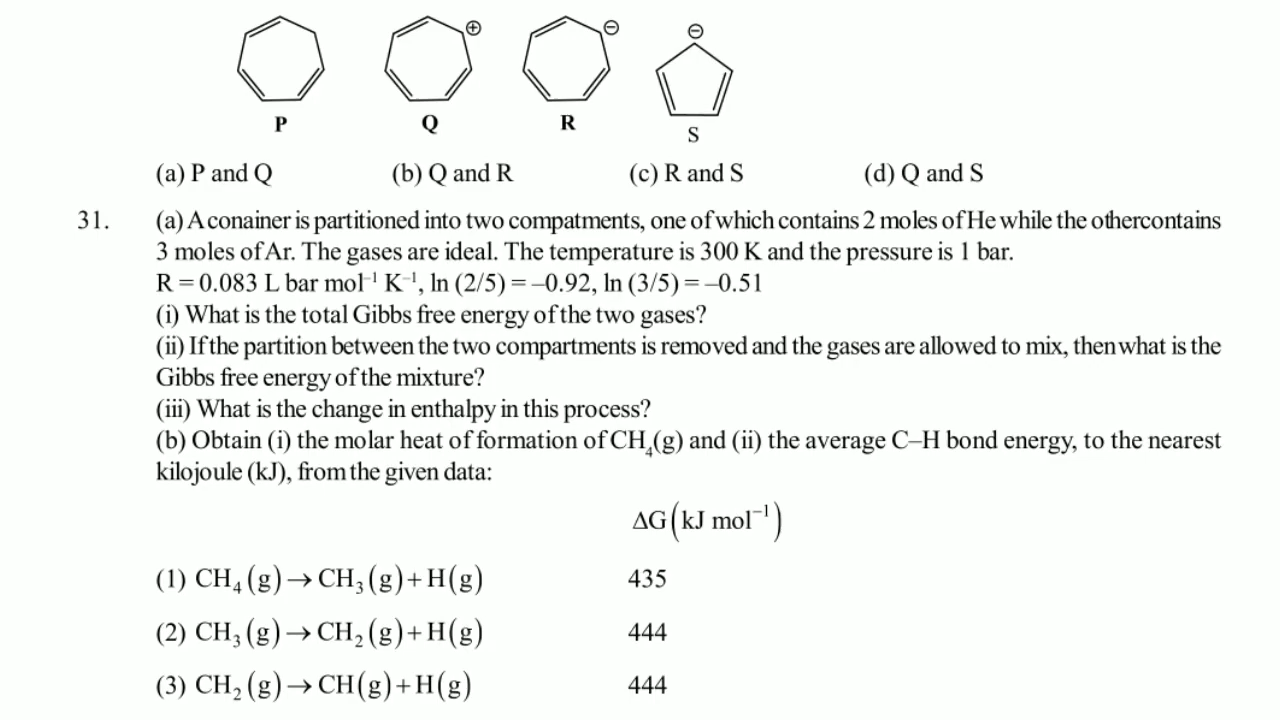 ⊕ ⊖ ⊖
P Q R S
(a) P and Q (b) Q and R (c) R and S (d) Q and S
31. (a) A conainer is partitioned into two compatments, one of which contains 2 moles of He while the othercontains
3 moles of Ar. The gases are ideal. The temperature is 300 K and the pressure is 1 bar.
R = 0.083 L bar mol⁻¹ K⁻¹, ln (2/5) = –0.92, ln (3/5) = –0.51
(i) What is the total Gibbs free energy of the two gases?
(ii) If the partition between the two compartments is removed and the gases are allowed to mix, then what is the
Gibbs free energy of the mixture?
(iii) What is the change in enthalpy in this process?
(b) Obtain (i) the molar heat of formation of CH₄(g) and (ii) the average C–H bond energy, to the nearest
kilojoule (kJ), from the given data:
ΔG(kJ mol⁻¹)
(1) CH₄(g)→CH₃(g)+H(g) 435
(2) CH₃(g)→CH₂(g)+H(g) 444
(3) CH₂(g)→CH(g)+H(g) 444